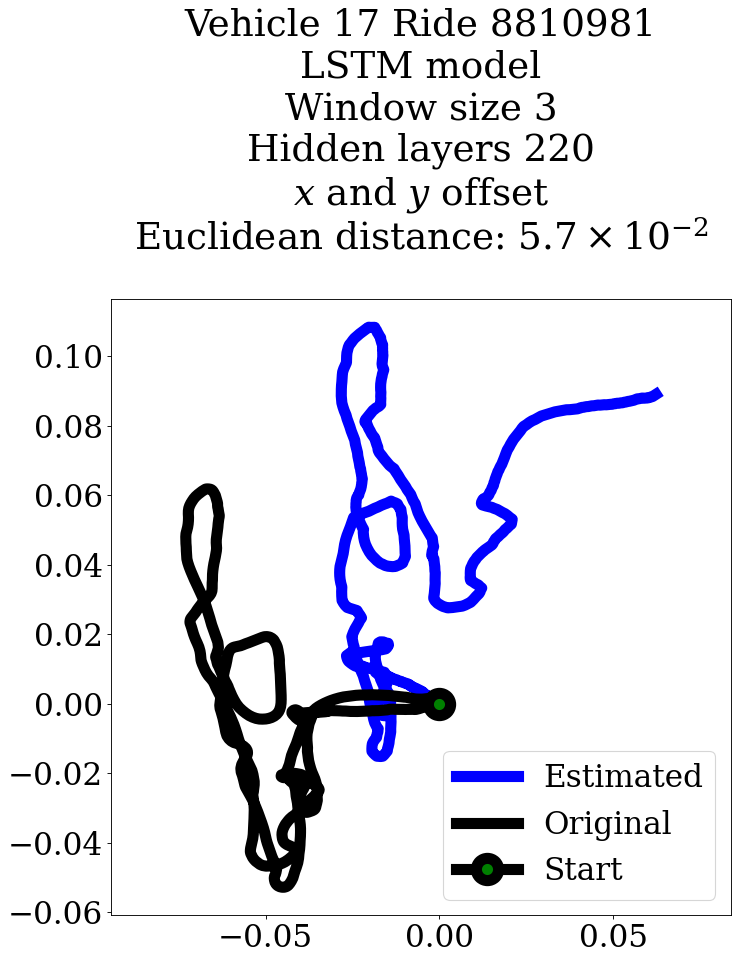 Vehicle 17 Ride 8810981
LSTM model
Window size 3
Hidden layers 220
x and y offset
Euclidean distance: 5.7 × 10⁻²
0.10
0.08
0.06
0.04
0.02
0.00
−0.02
−0.04
−0.06
−0.05 0.00 0.05
Estimated
Original
Start